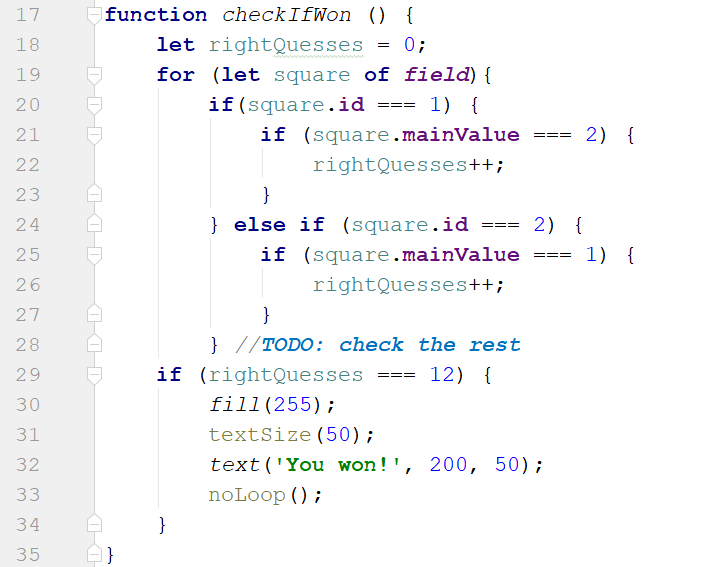 17 function checkIfWon () {
18     let rightQuesses = 0;
19     for (let square of field){
20         if(square.id === 1) {
21             if (square.mainValue === 2) {
22                 rightQuesses++;
23             }
24         } else if (square.id === 2) {
25             if (square.mainValue === 1) {
26                 rightQuesses++;
27             }
28         } //TODO: check the rest
29     if (rightQuesses === 12) {
30         fill(255);
31         textSize(50);
32         text('You won!', 200, 50);
33         noLoop();
34     }
35 }